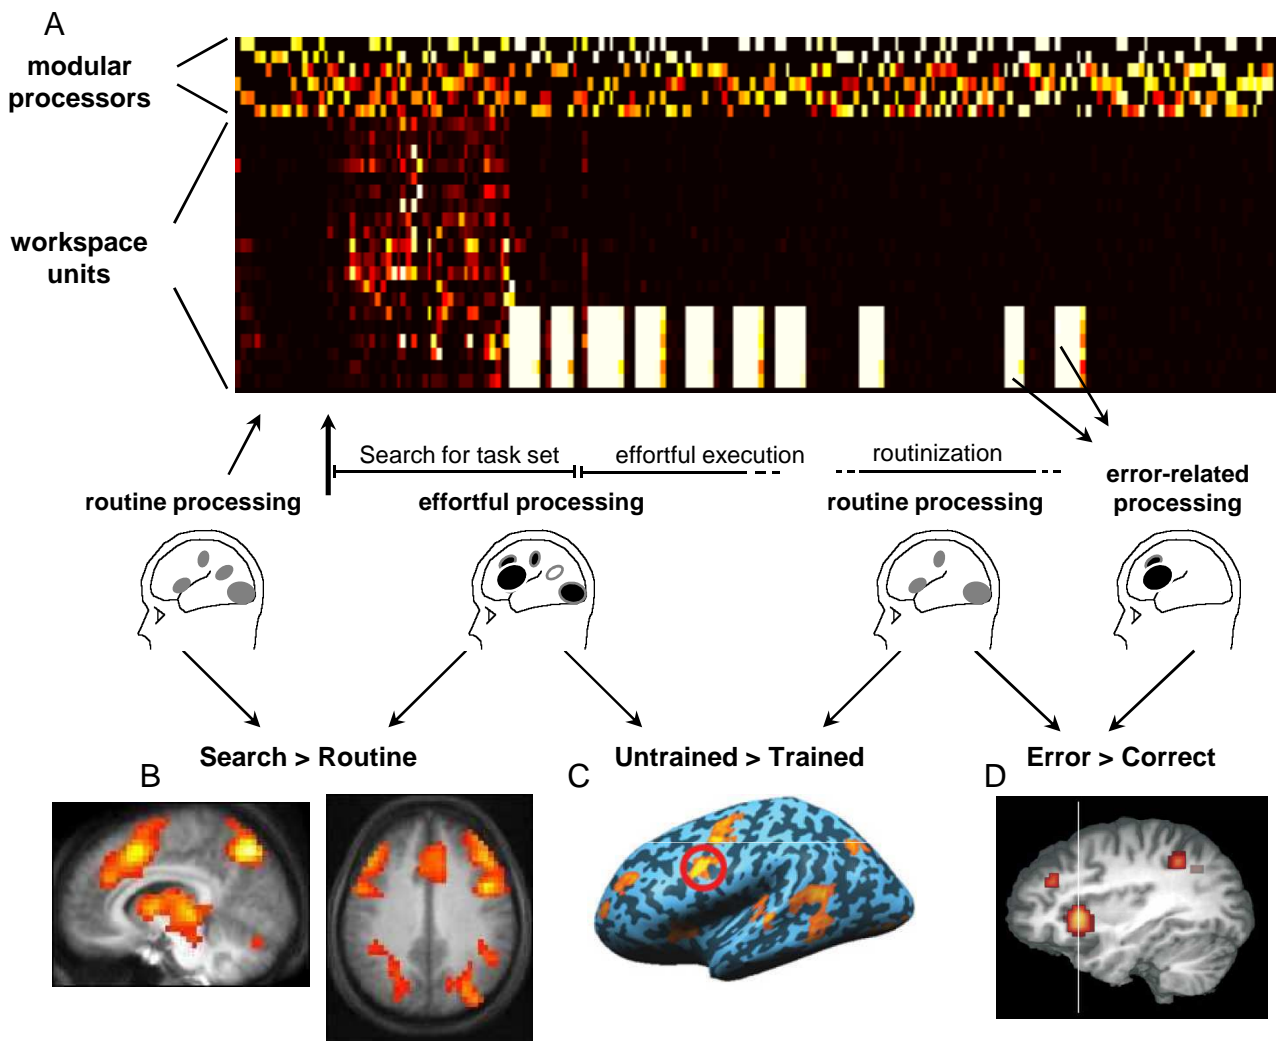 A
modular
processors
workspace
units
Search for task set
effortful execution
routinization
routine processing
effortful processing
routine processing
error-related
processing
Search > Routine
Untrained > Trained
Error > Correct
B
C
D